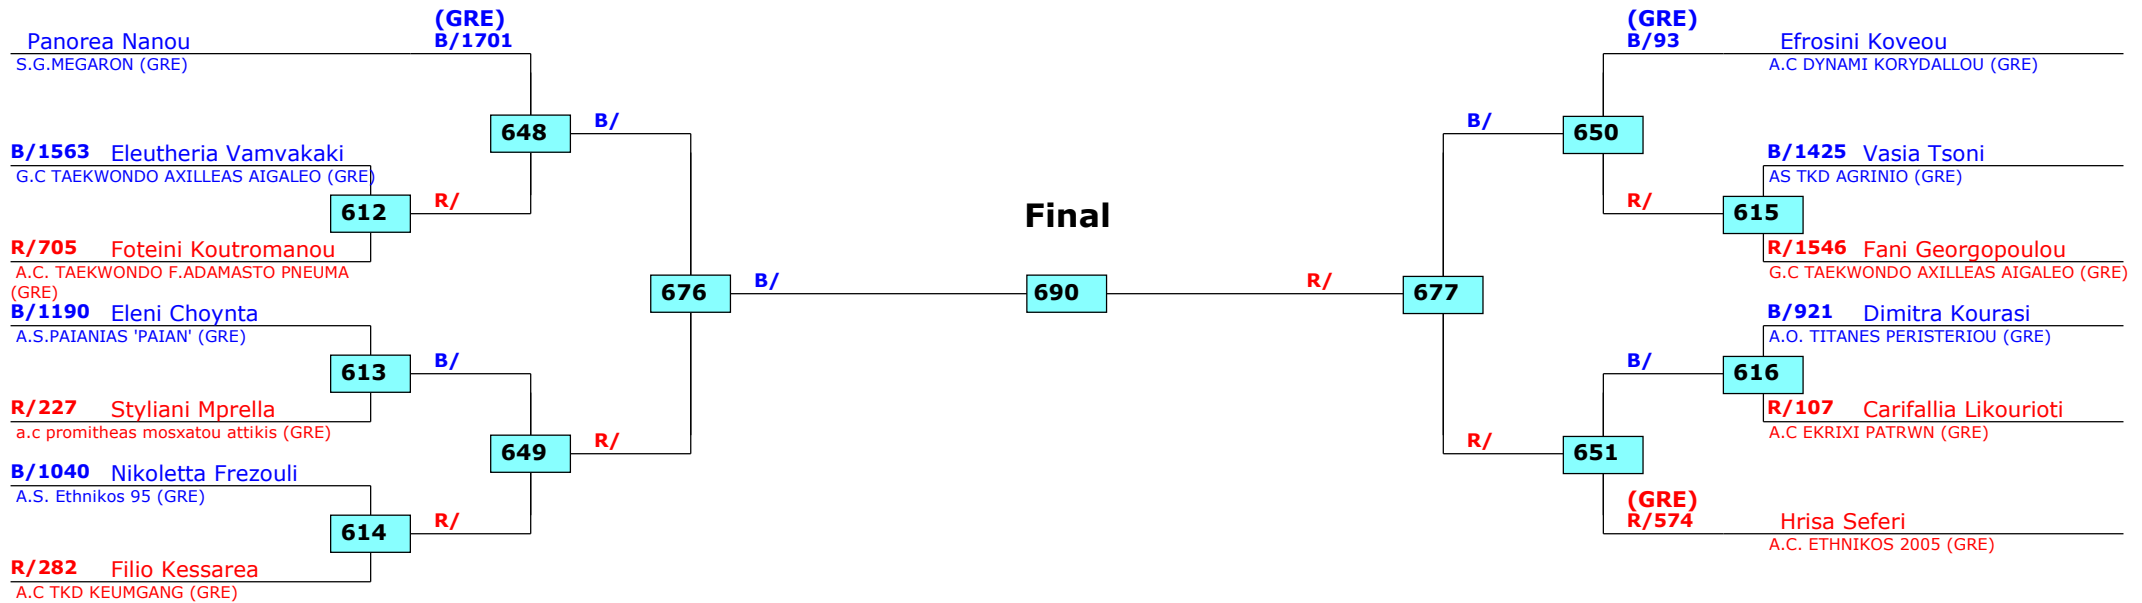 (GRE)
Panorea Nanou B/1701
S.G.MEGARON (GRE)
648
B/
B/1563 Eleutheria Vamvakaki
G.C TAEKWONDO AXILLEAS AIGALEO (GRE)
612
R/
R/705 Foteini Koutromanou
A.C. TAEKWONDO F.ADAMASTO PNEUMA
(GRE)
676
B/
B/1190 Eleni Choynta
A.S.PAIANIAS 'PAIAN' (GRE)
613
B/
R/227 Styliani Mprella
a.c promitheas mosxatou attikis (GRE)
649
R/
B/1040 Nikoletta Frezouli
A.S. Ethnikos 95 (GRE)
614
R/
R/282 Filio Kessarea
A.C TKD KEUMGANG (GRE)
Final
690
(GRE)
B/93 Efrosini Koveou
A.C DYNAMI KORYDALLOU (GRE)
B/
650
B/1425 Vasia Tsoni
AS TKD AGRINIO (GRE)
R/
615
R/1546 Fani Georgopoulou
G.C TAEKWONDO AXILLEAS AIGALEO (GRE)
R/
677
B/921 Dimitra Kourasi
A.O. TITANES PERISTERIOU (GRE)
B/
616
R/107 Carifallia Likourioti
A.C EKRIXI PATRWN (GRE)
R/
651
(GRE)
R/574 Hrisa Seferi
A.C. ETHNIKOS 2005 (GRE)